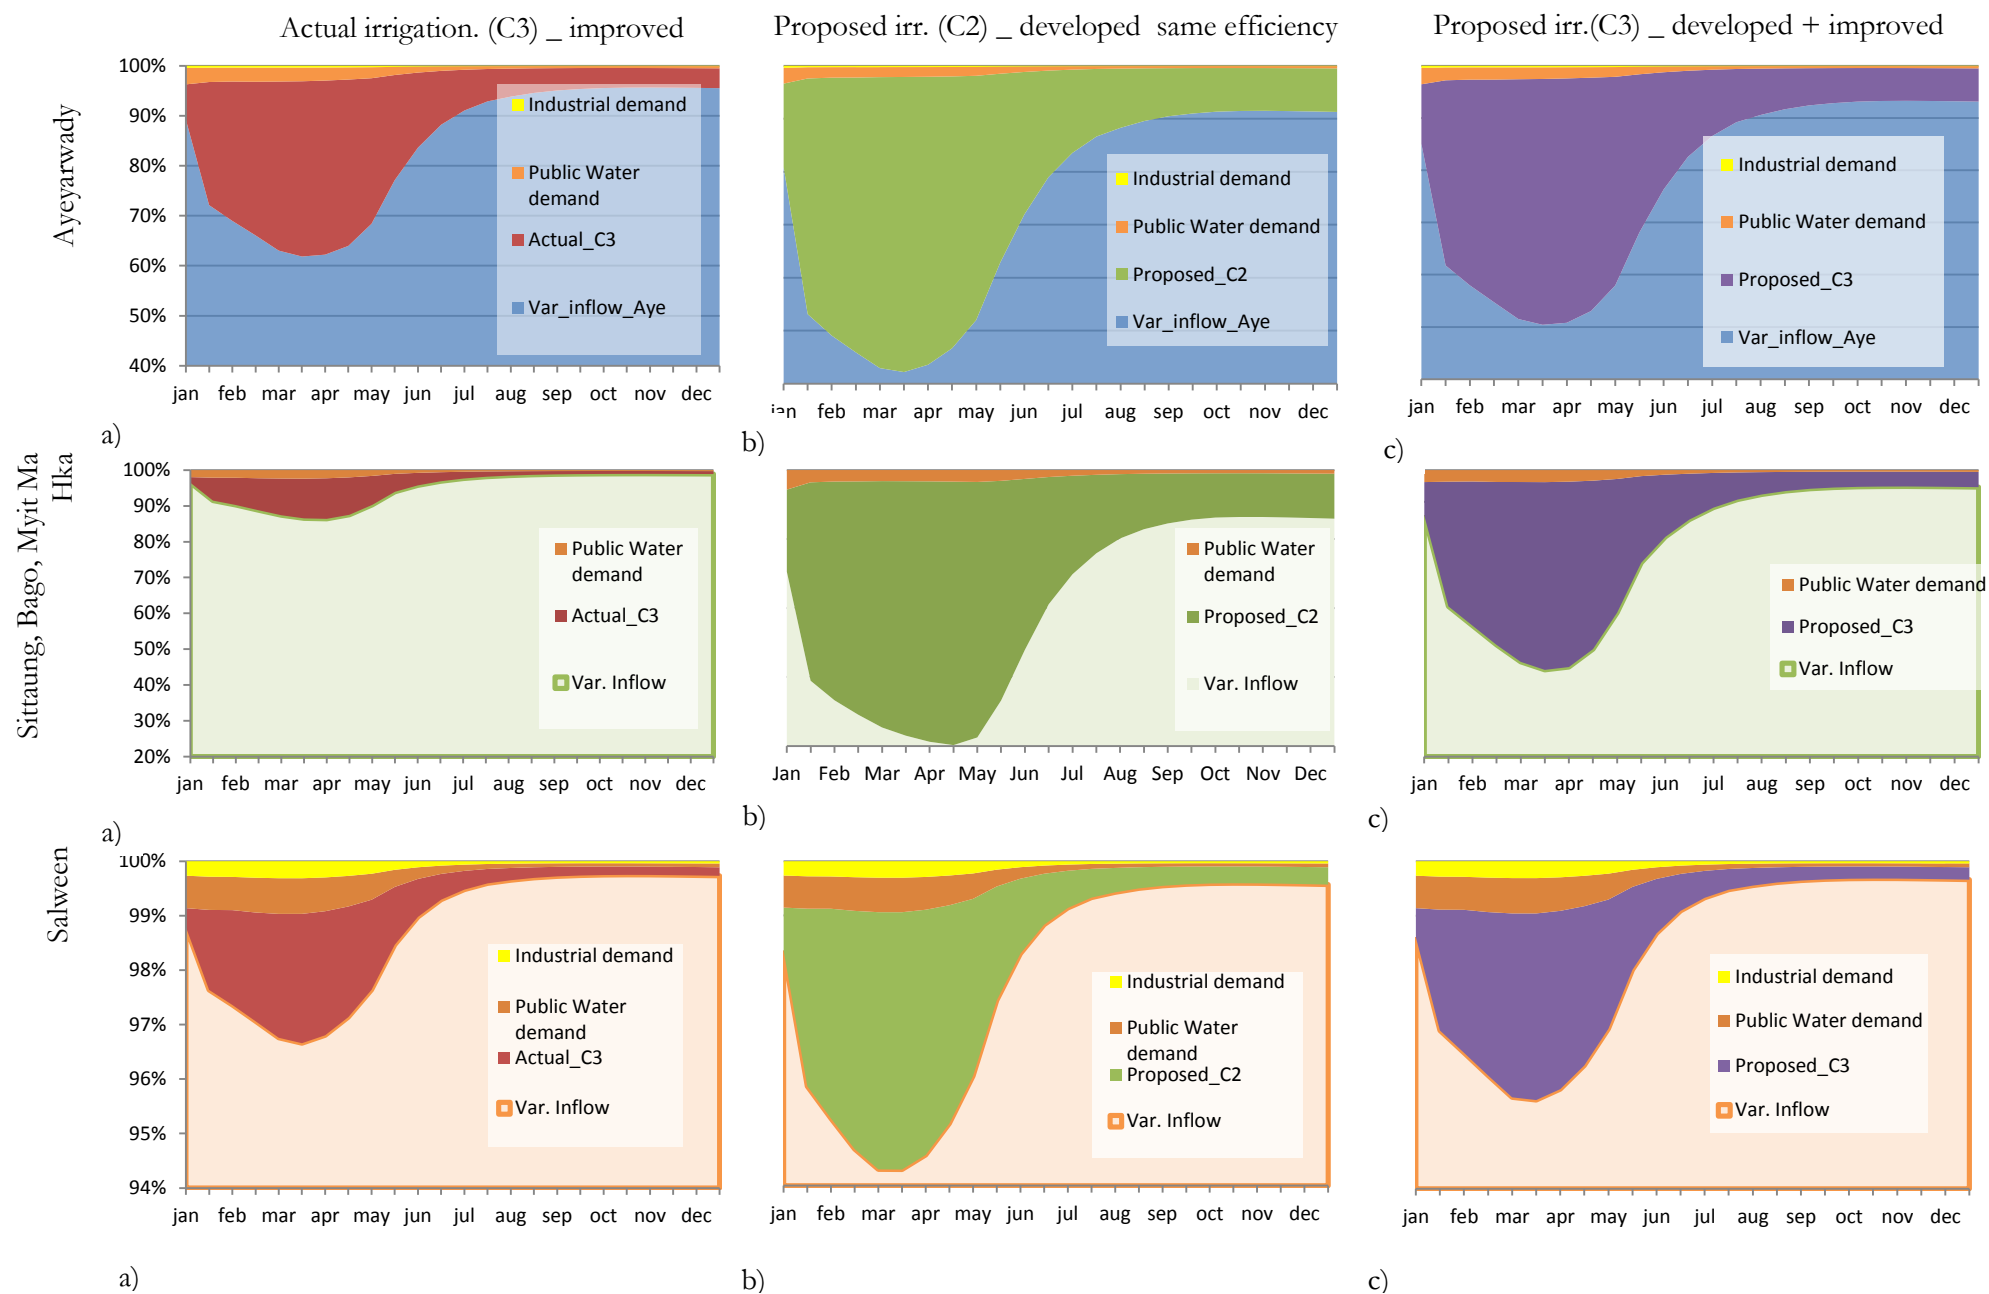 Actual irrigation. (C3) _ improved
Proposed irr. (C2) _ developed  same efficiency
Proposed irr.(C3) _ developed + improved
Ayeyarwady
100%
90%
80%
70%
60%
50%
40%
Industrial demand
Public Water
demand
Actual_C3
Var_inflow_Aye
jan feb mar apr may jun jul aug sep oct nov dec
a)
Industrial demand
Public Water demand
Proposed_C2
Var_inflow_Aye
jan feb mar apr may jun jul aug sep oct nov dec
b)
Industrial demand
Public Water demand
Proposed_C3
Var_inflow_Aye
jan feb mar apr may jun jul aug sep oct nov dec
c)
Sittaung, Bago, Myit Ma
Hka
100%
90%
80%
70%
60%
50%
40%
30%
20%
Public Water
demand
Actual_C3
Var. Inflow
jan feb mar apr may jun jul aug sep oct nov dec
a)
Public Water
demand
Proposed_C2
Var. Inflow
Jan Feb Mar Apr May Jun Jul Aug Sep Oct Nov Dec
b)
Public Water demand
Proposed_C3
Var. Inflow
jan feb mar apr may jun jul aug sep oct nov dec
c)
Salween
100%
99%
98%
97%
96%
95%
94%
Industrial demand
Public Water
demand
Actual_C3
Var. Inflow
jan feb mar apr may jun jul aug sep oct nov dec
a)
Industrial demand
Public Water
demand
Proposed_C2
Var. Inflow
jan feb mar apr may jun jul aug sep oct nov dec
b)
Industrial demand
Public Water demand
Proposed_C3
Var. Inflow
jan feb mar apr may jun jul aug sep oct nov dec
c)